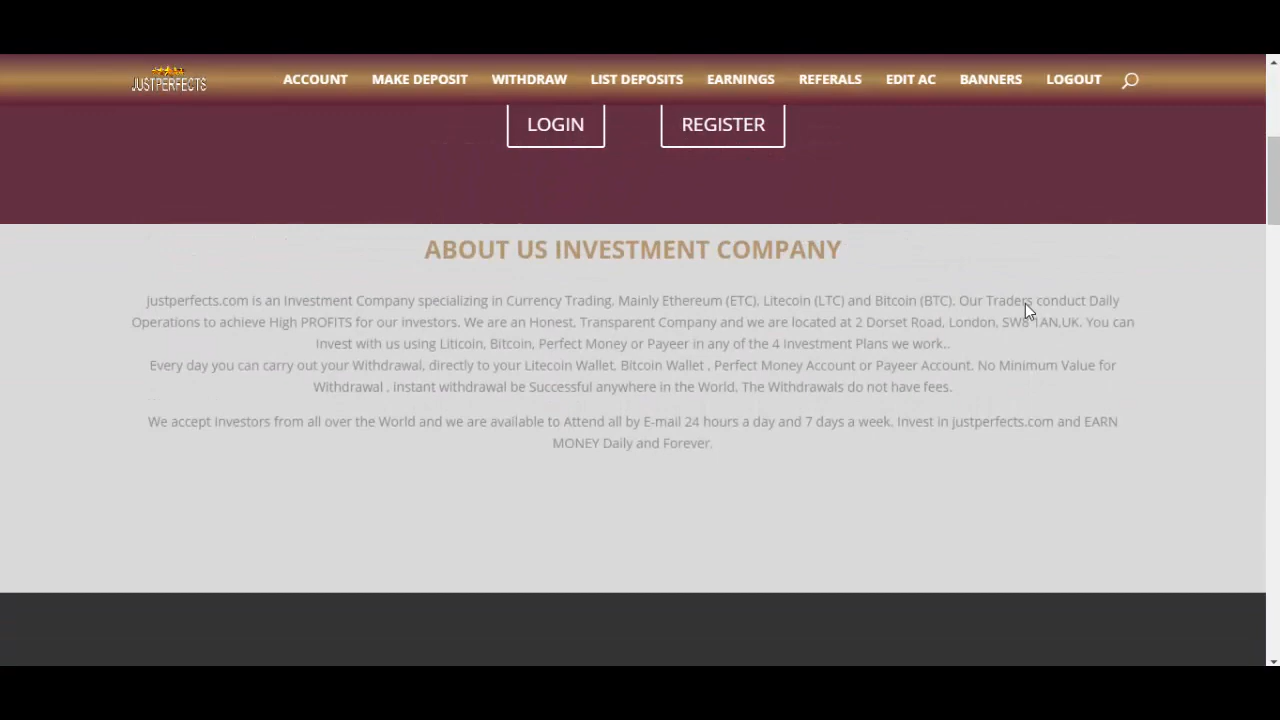 JUSTPERFECTS
ACCOUNT MAKE DEPOSIT WITHDRAW LIST DEPOSITS EARNINGS REFERALS EDIT AC BANNERS LOGOUT
LOGIN REGISTER
ABOUT US INVESTMENT COMPANY
justperfects.com is an Investment Company specializing in Currency Trading. Mainly Ethereum (ETC), Litecoin (LTC) and Bitcoin (BTC). Our Traders conduct Daily
Operations to achieve High PROFITS for our investors. We are an Honest, Transparent Company and we are located at 2 Dorset Road, London, SW8 1AN,UK. You can
Invest with us using Liticoin, Bitcoin, Perfect Money or Payeer in any of the 4 Investment Plans we work..
Every day you can carry out your Withdrawal, directly to your Litecoin Wallet. Bitcoin Wallet , Perfect Money Account or Payeer Account. No Minimum Value for
Withdrawal , instant withdrawal be Successful anywhere in the World, The Withdrawals do not have fees.
We accept Investors from all over the World and we are available to Attend all by E-mail 24 hours a day and 7 days a week. Invest in justperfects.com and EARN
MONEY Daily and Forever.